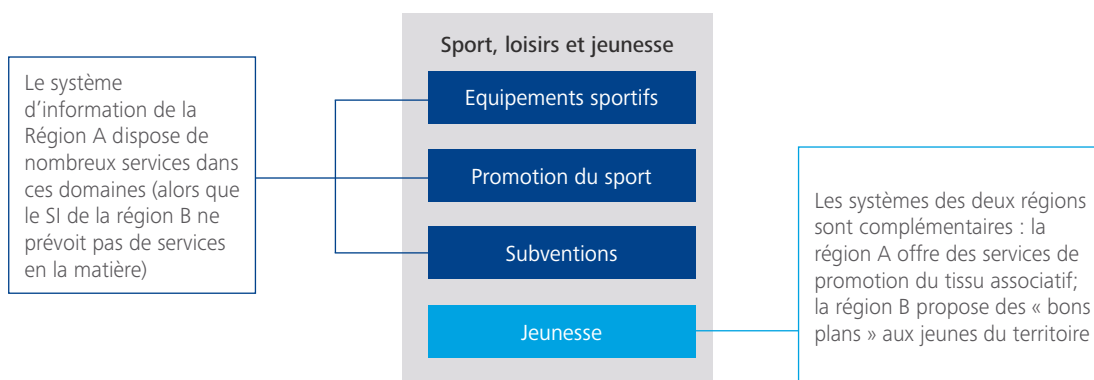 Sport, loisirs et jeunesse
Le système
d'information de la
Région A dispose de
nombreux services dans
ces domaines (alors que
le SI de la région B ne
prévoit pas de services
en la matière)
Equipements sportifs
Promotion du sport
Subventions
Jeunesse
Les systèmes des deux régions
sont complémentaires : la
région A offre des services de
promotion du tissu associatif;
la région B propose des « bons
plans » aux jeunes du territoire